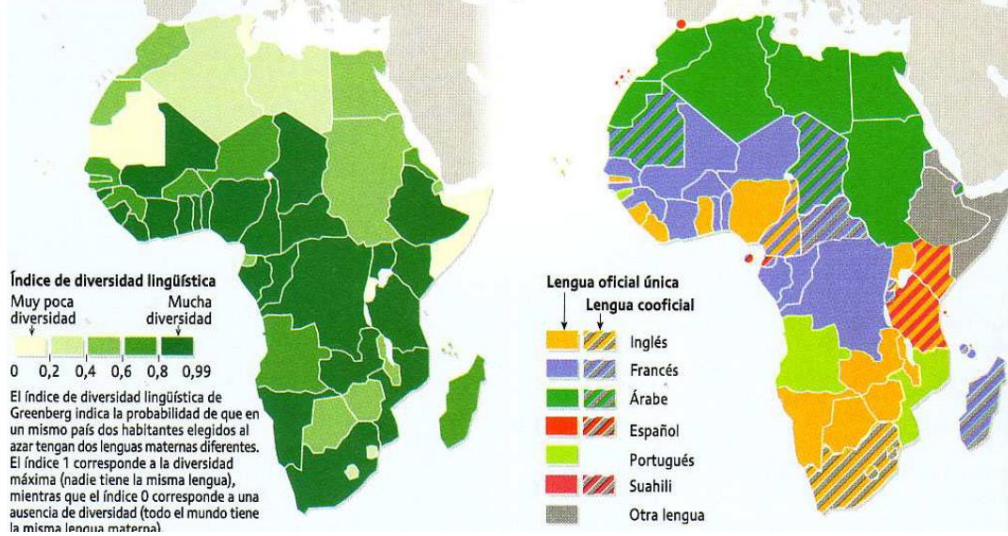 Índice de diversidad lingüística
Muy poca
diversidad
Mucha
diversidad
0 0,2 0,4 0,6 0,8 0,99
El índice de diversidad lingüística de
Greenberg indica la probabilidad de que en
un mismo país dos habitantes elegidos al
azar tengan dos lenguas maternas diferentes.
El índice 1 corresponde a la diversidad
máxima (nadie tiene la misma lengua),
mientras que el índice 0 corresponde a una
ausencia de diversidad (todo el mundo tiene
la misma lengua materna).
Lengua oficial única
Lengua cooficial
Inglés
Francés
Árabe
Español
Portugués
Suahili
Otra lengua